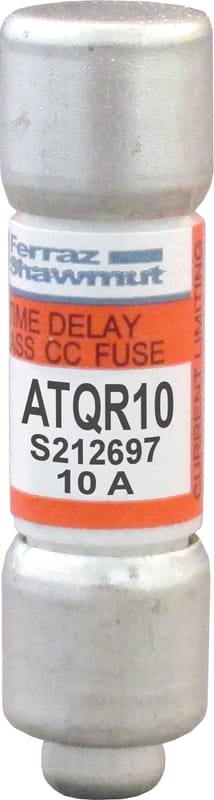 Ferraz
Shawmut
TIME DELAY
CLASS CC FUSE
ATQR10
S212697
10 A
CURRENT LIMITING